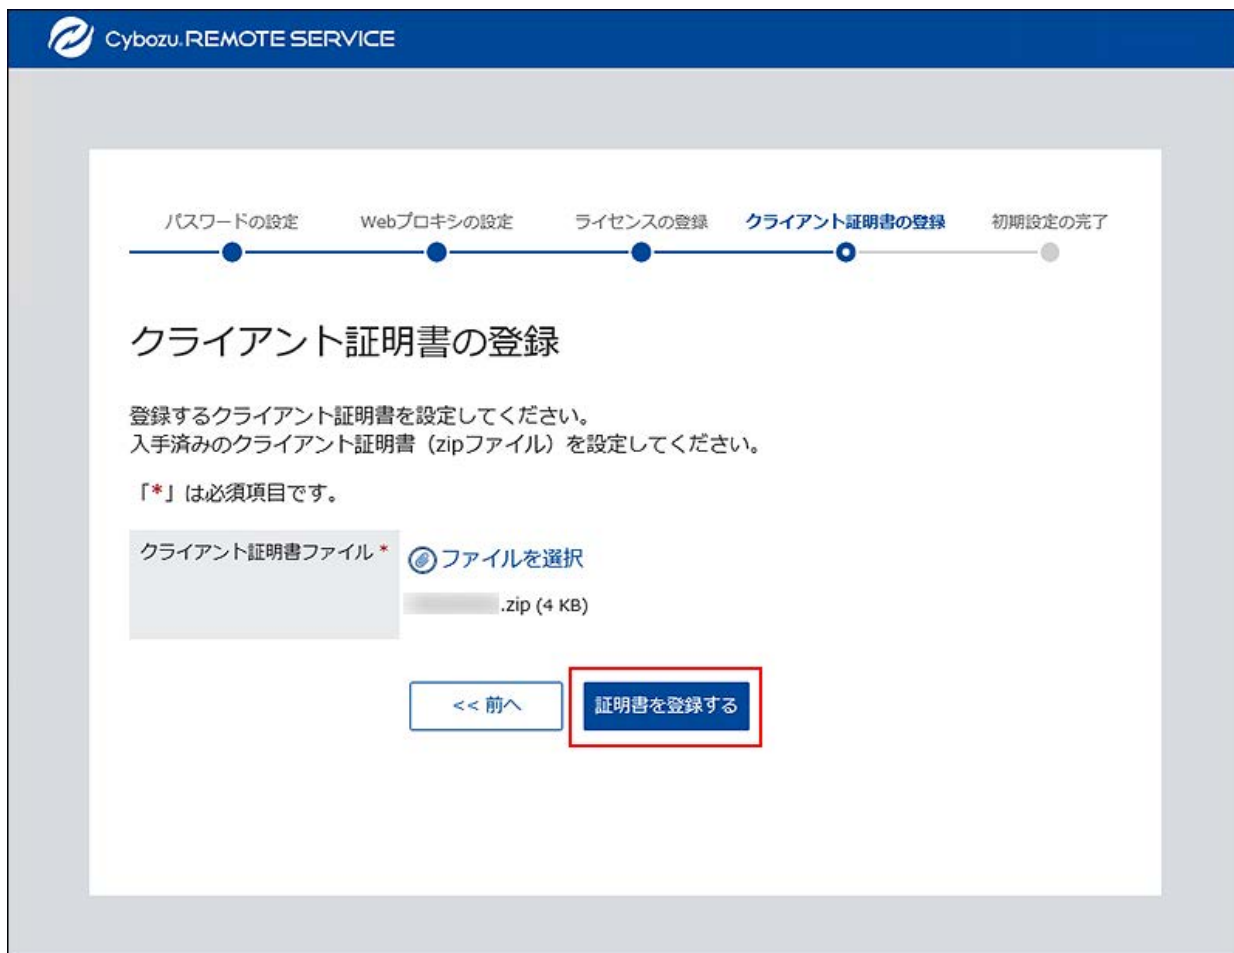 Cybozu. REMOTE SERVICE
パスワードの設定
Webプロキシの設定
ライセンスの登録
クライアント証明書の登録
初期設定の完了
クライアント証明書の登録
登録するクライアント証明書を設定してください。
入手済みのクライアント証明書（zipファイル）を設定してください。
「*」は必須項目です。
クライアント証明書ファイル *
ファイルを選択
.zip (4 KB)
<< 前へ
証明書を登録する